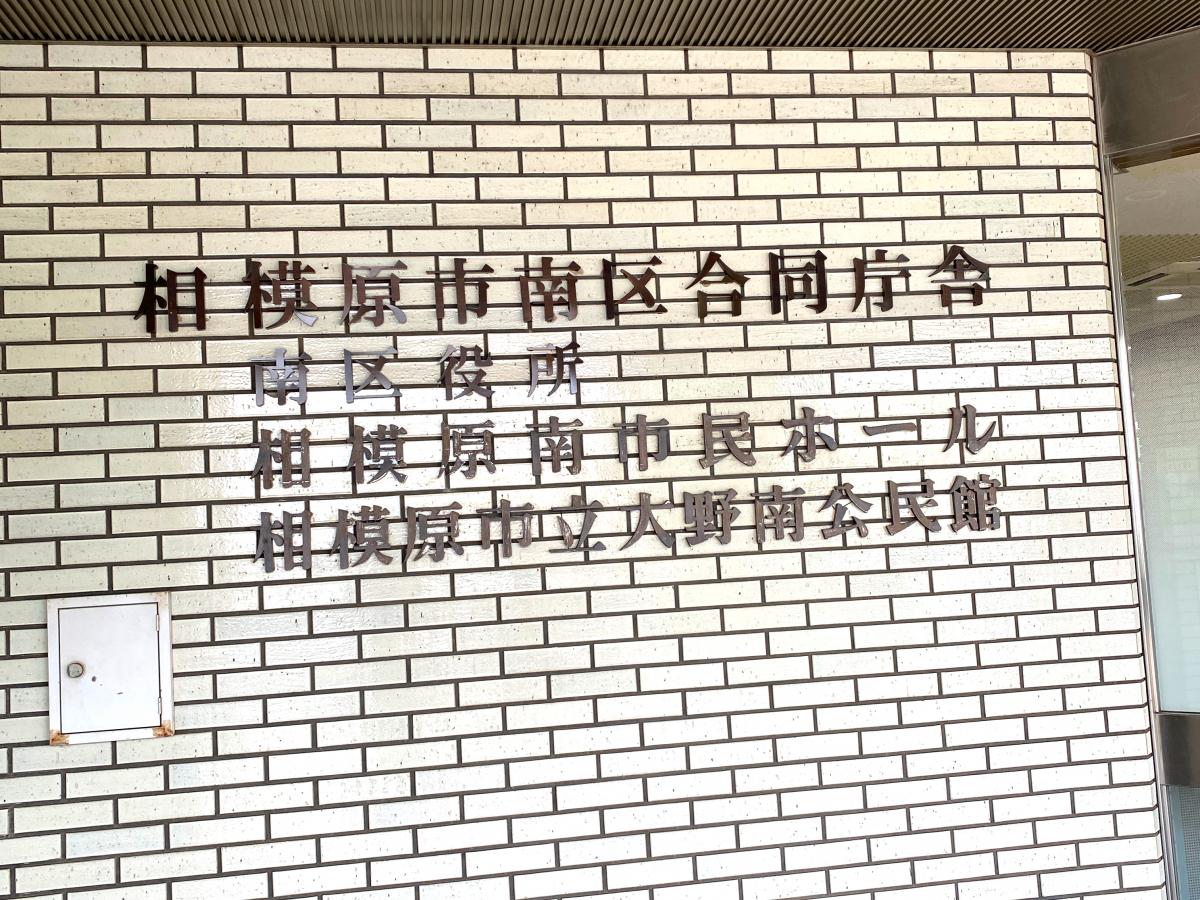 相模原市南区合同庁舎
南区役所
相模原南市民ホール
相模原市立大野南公民館